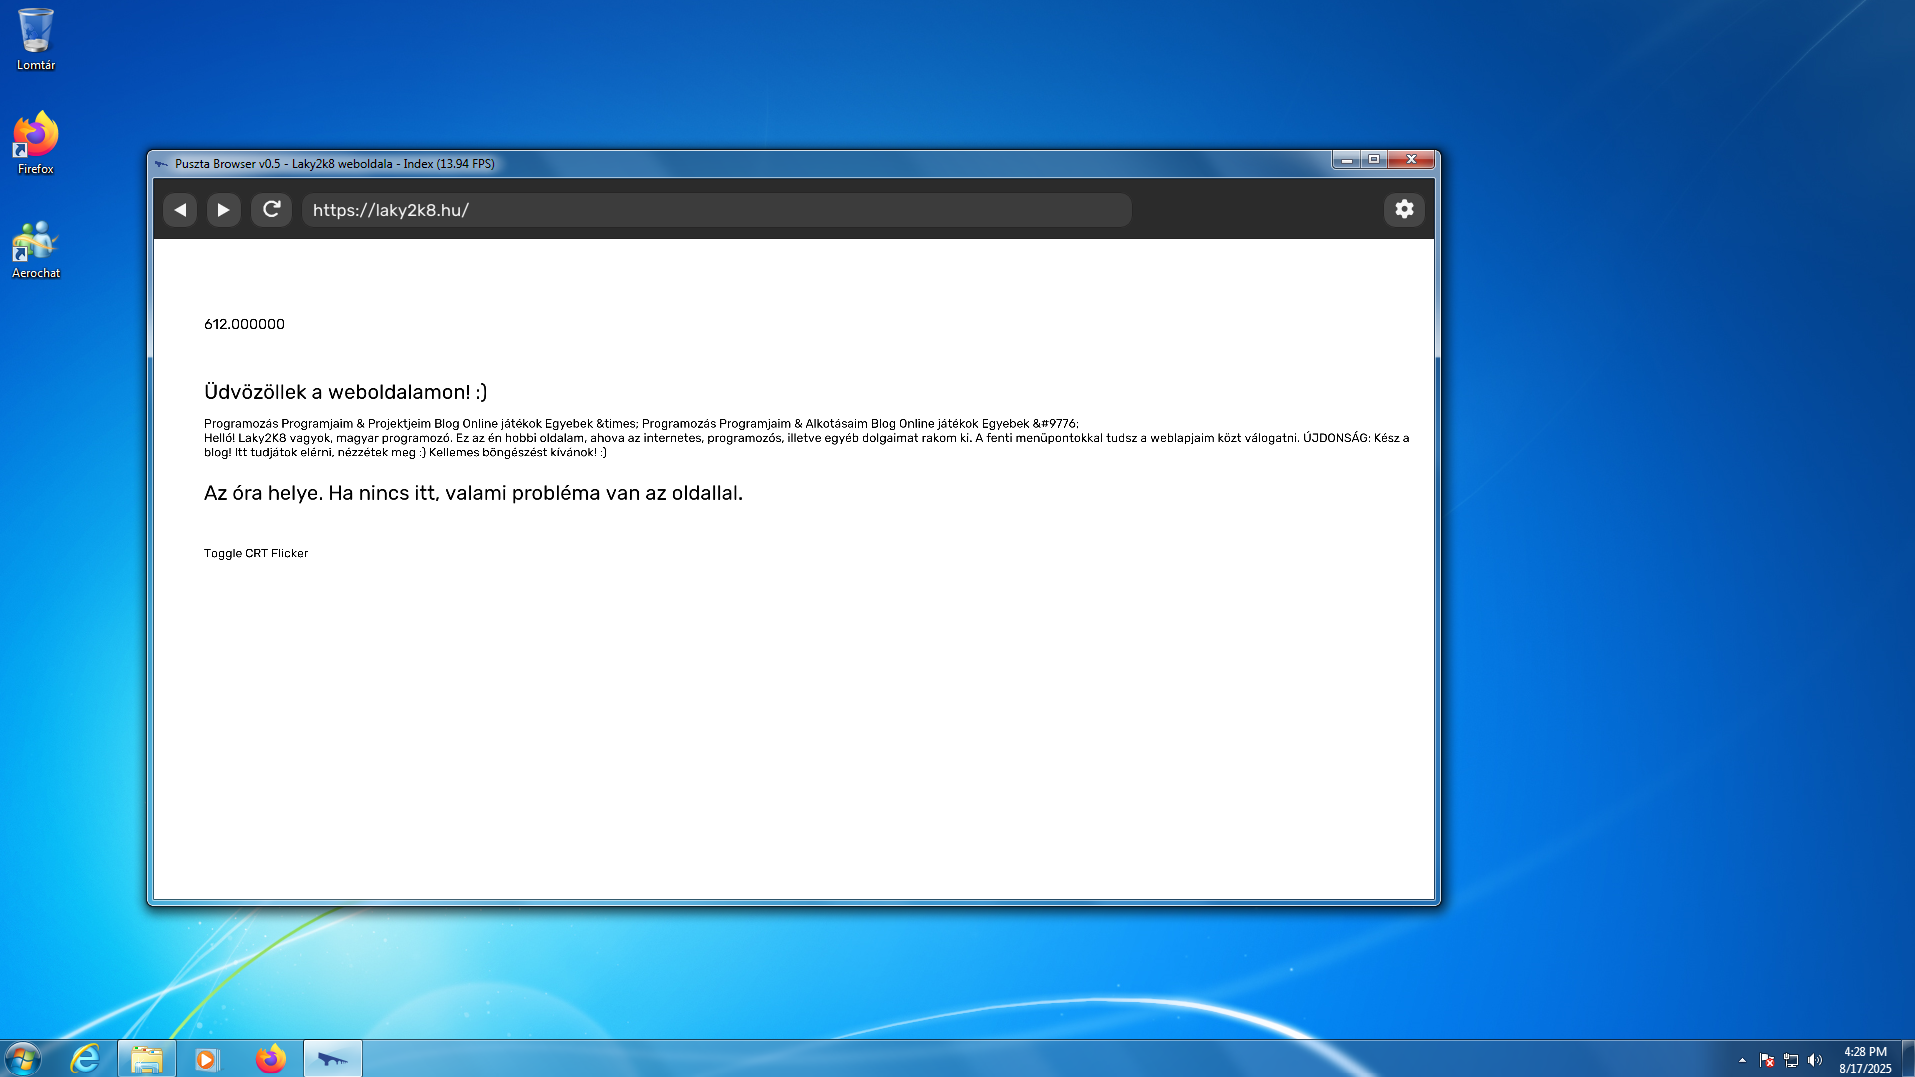 Lomtár
Firefox
Aerochat
Puszta Browser v0.5 - Laky2k8 weboldala - Index (13.94 FPS)
https://laky2k8.hu/
612.000000
Üdvözöllek a weboldalamon! :)
Programozás Programjaim & Projektjeim Blog Online játékok Egyebek &times; Programozás Programjaim & Alkotásaim Blog Online játékok Egyebek &#9776;
Helló! Laky2K8 vagyok, magyar programozó. Ez az én hobbi oldalam, ahova az internetes, programozós, illetve egyéb dolgaimat rakom ki. A fenti menüpontokkal tudsz a weblapjaim közt válogatni. ÚJDONSÁG: Kész a
blog! Itt tudjátok elérni, nézzétek meg :) Kellemes böngészést kívánok! :)
Az óra helye. Ha nincs itt, valami probléma van az oldallal.
Toggle CRT Flicker
4:28 PM
8/17/2025